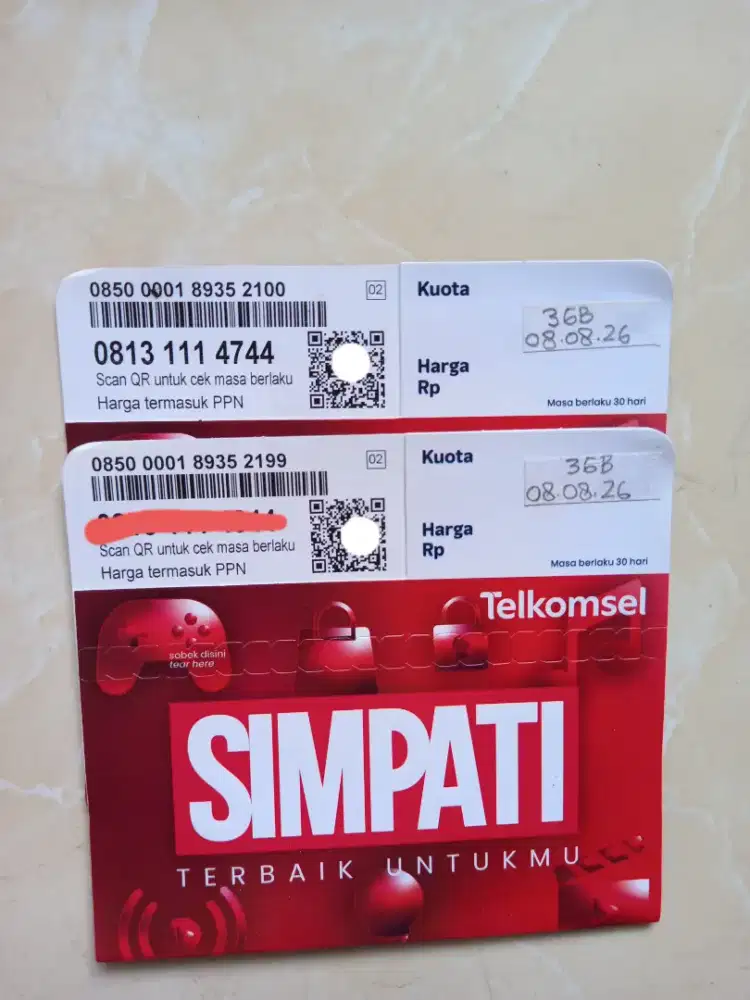 0850 0001 8935 2100
02
0813 111 4744
Scan QR untuk cek masa berlaku
Harga termasuk PPN
Kuota
3GB
08.08.26
Harga
Rp
Masa berlaku 30 hari
0850 0001 8935 2199
02
Scan QR untuk cek masa berlaku
Harga termasuk PPN
Kuota
3GB
08.08.26
Harga
Rp
Masa berlaku 30 hari
Telkomsel
sobek disini
tear here
SIMPATI
TERBAIK UNTUKMU